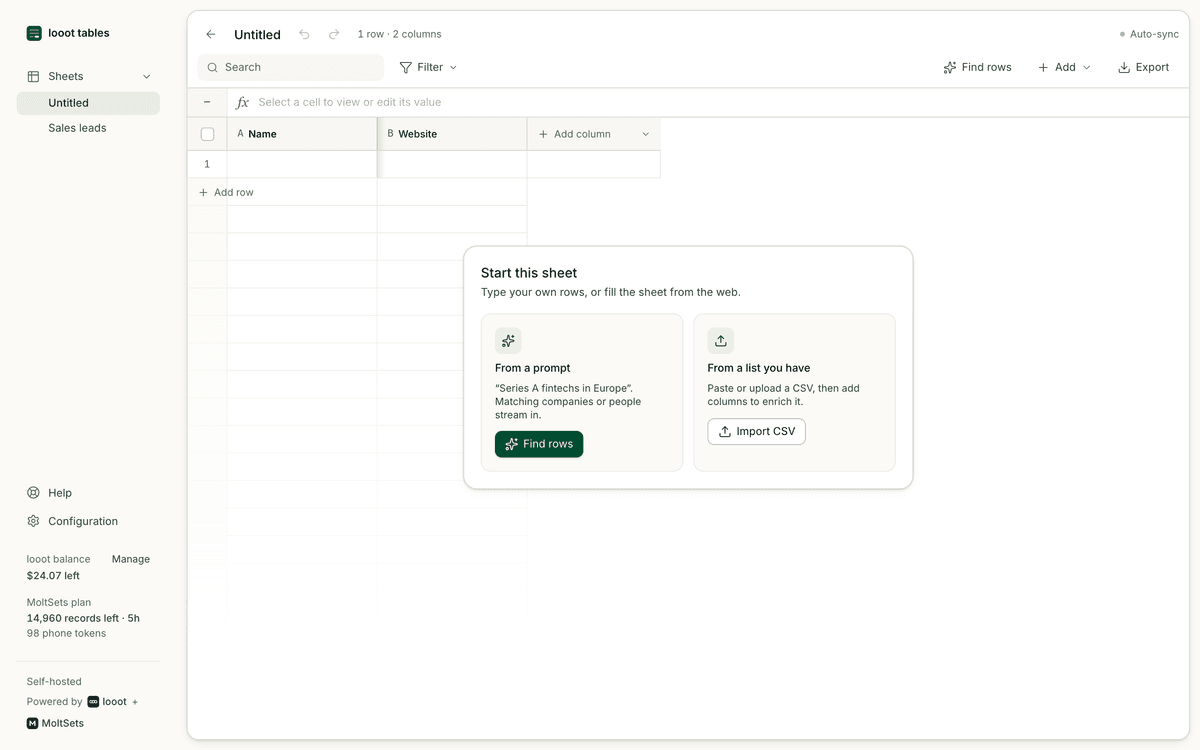 looot tables
Sheets
Untitled
Sales leads
Help
Configuration
looot balance Manage
$24.07 left
MoltSets plan
14,960 records left · 5h
98 phone tokens
Self-hosted
Powered by looot +
M MoltSets
Untitled 1 row · 2 columns Auto-sync
Search Filter Find rows Add Export
fx Select a cell to view or edit its value
A Name B Website + Add column
1
+ Add row
Start this sheet
Type your own rows, or fill the sheet from the web.
From a prompt
“Series A fintechs in Europe”.
Matching companies or people
stream in.
Find rows
From a list you have
Paste or upload a CSV, then add
columns to enrich it.
Import CSV